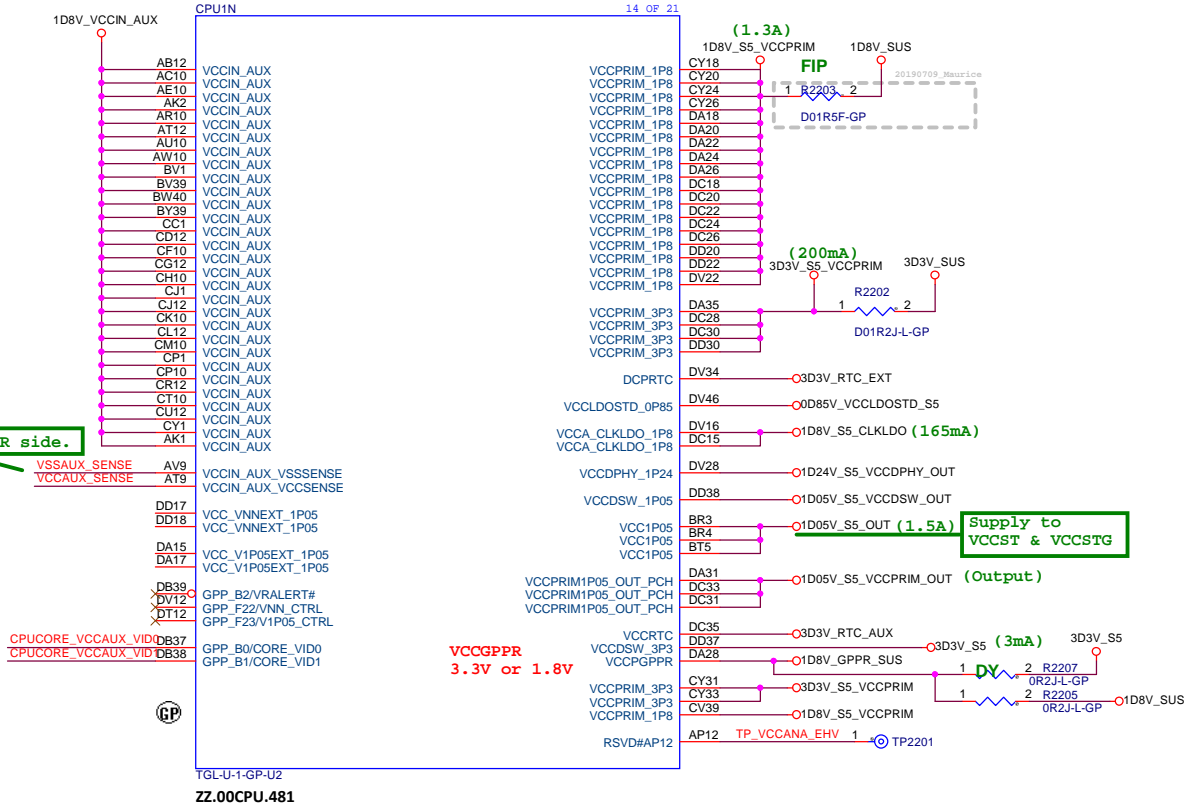 CPU1N
14 OF 21
1D8V_VCCIN_AUX
(1.3A)
1D8V_S5_VCCPRIM
1D8V_SUS
FIP
20190709_Maurice
1 R2203 2
D01R5F-GP
AB12 VCCIN_AUX
AC10 VCCIN_AUX
AE10 VCCIN_AUX
AK2 VCCIN_AUX
AR10 VCCIN_AUX
AT12 VCCIN_AUX
AU10 VCCIN_AUX
AW10 VCCIN_AUX
BV1 VCCIN_AUX
BV39 VCCIN_AUX
BW40 VCCIN_AUX
BY39 VCCIN_AUX
CC1 VCCIN_AUX
CD12 VCCIN_AUX
CF10 VCCIN_AUX
CG12 VCCIN_AUX
CH10 VCCIN_AUX
CJ1 VCCIN_AUX
CJ12 VCCIN_AUX
CK10 VCCIN_AUX
CL12 VCCIN_AUX
CM10 VCCIN_AUX
CP1 VCCIN_AUX
CP10 VCCIN_AUX
CR12 VCCIN_AUX
CT10 VCCIN_AUX
CU12 VCCIN_AUX
CY1 VCCIN_AUX
AK1 VCCIN_AUX
R side.
VSSAUX_SENSE AV9 VCCIN_AUX_VSSSENSE
VCCAUX_SENSE AT9 VCCIN_AUX_VCCSENSE
DD17 VCC_VNNEXT_1P05
DD18 VCC_VNNEXT_1P05
DA15 VCC_V1P05EXT_1P05
DA17 VCC_V1P05EXT_1P05
DB39 GPP_B2/VRALERT#
DV12 GPP_F22/VNN_CTRL
DT12 GPP_F23/V1P05_CTRL
CPUCORE_VCCAUX_VID0 DB37 GPP_B0/CORE_VID0
CPUCORE_VCCAUX_VID1 DB38 GPP_B1/CORE_VID1
GP
VCCPRIM_1P8 CY18
VCCPRIM_1P8 CY20
VCCPRIM_1P8 CY24
VCCPRIM_1P8 CY26
VCCPRIM_1P8 DA18
VCCPRIM_1P8 DA20
VCCPRIM_1P8 DA22
VCCPRIM_1P8 DA24
VCCPRIM_1P8 DA26
VCCPRIM_1P8 DC18
VCCPRIM_1P8 DC20
VCCPRIM_1P8 DC22
VCCPRIM_1P8 DC24
VCCPRIM_1P8 DC26
VCCPRIM_1P8 DD20
VCCPRIM_1P8 DD22
VCCPRIM_1P8 DV22
(200mA)
3D3V_S5_VCCPRIM
3D3V_SUS
R2202
1 2
D01R2J-L-GP
VCCPRIM_3P3 DA35
VCCPRIM_3P3 DC28
VCCPRIM_3P3 DC30
VCCPRIM_3P3 DD30
DCPRTC DV34 3D3V_RTC_EXT
VCCLDOSTD_0P85 DV46 0D85V_VCCLDOSTD_S5
VCCA_CLKLDO_1P8 DV16 1D8V_S5_CLKLDO (165mA)
VCCA_CLKLDO_1P8 DC15
VCCDPHY_1P24 DV28 1D24V_S5_VCCDPHY_OUT
VCCDSW_1P05 DD38 1D05V_S5_VCCDSW_OUT
VCC1P05 BR3 1D05V_S5_OUT (1.5A)
VCC1P05 BR4
VCC1P05 BT5
Supply to
VCCST & VCCSTG
VCCPRIM1P05_OUT_PCH DA31 1D05V_S5_VCCPRIM_OUT (Output)
VCCPRIM1P05_OUT_PCH DC33
VCCPRIM1P05_OUT_PCH DC31
VCCRTC DC35 3D3V_RTC_AUX
VCCDSW_3P3 DD37 3D3V_S5 (3mA)
VCCPGPPR DA28 1D8V_GPPR_SUS
3D3V_S5
1 DY 2 R2207
0R2J-L-GP
1 2 R2205
0R2J-L-GP
1D8V_SUS
VCCGPPR
3.3V or 1.8V
VCCPRIM_3P3 CY31 3D3V_S5_VCCPRIM
VCCPRIM_3P3 CY33
VCCPRIM_1P8 CV39 1D8V_S5_VCCPRIM
RSVD#AP12 AP12 TP_VCCANA_EHV 1 TP2201
TGL-U-1-GP-U2
ZZ.00CPU.481